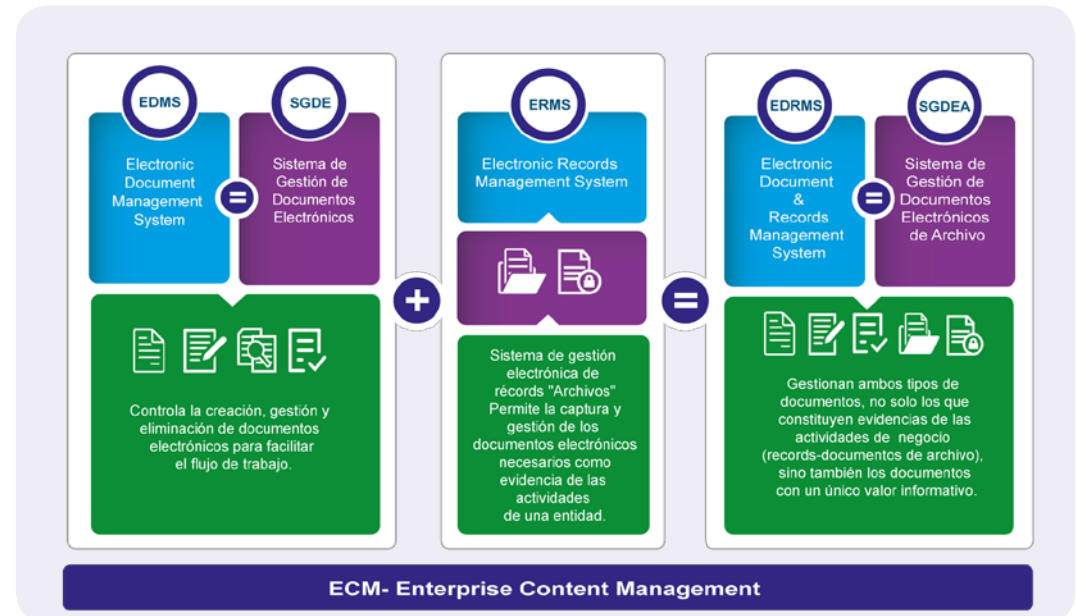 EDMS
SGDE
Electronic
Document
Management
System
=
Sistema de
Gestión de
Documentos
Electrónicos
Controla la creación, gestión y
eliminación de documentos
electrónicos para facilitar
el flujo de trabajo.
+
ERMS
Electronic Records
Management System
Sistema de gestión
electrónica de
récords "Archivos"
Permite la captura y
gestión de los
documentos electrónicos
necesarios como
evidencia de las
actividades
de una entidad.
=
EDRMS
SGDEA
Electronic
Document
&
Records
Management
System
=
Sistema de
Gestión de
Documentos
Electrónicos
de Archivo
Gestionan ambos tipos de
documentos, no solo los que
constituyen evidencias de las
actividades de negocio
(records-documentos de archivo),
sino también los documentos
con un único valor informativo.
ECM- Enterprise Content Management